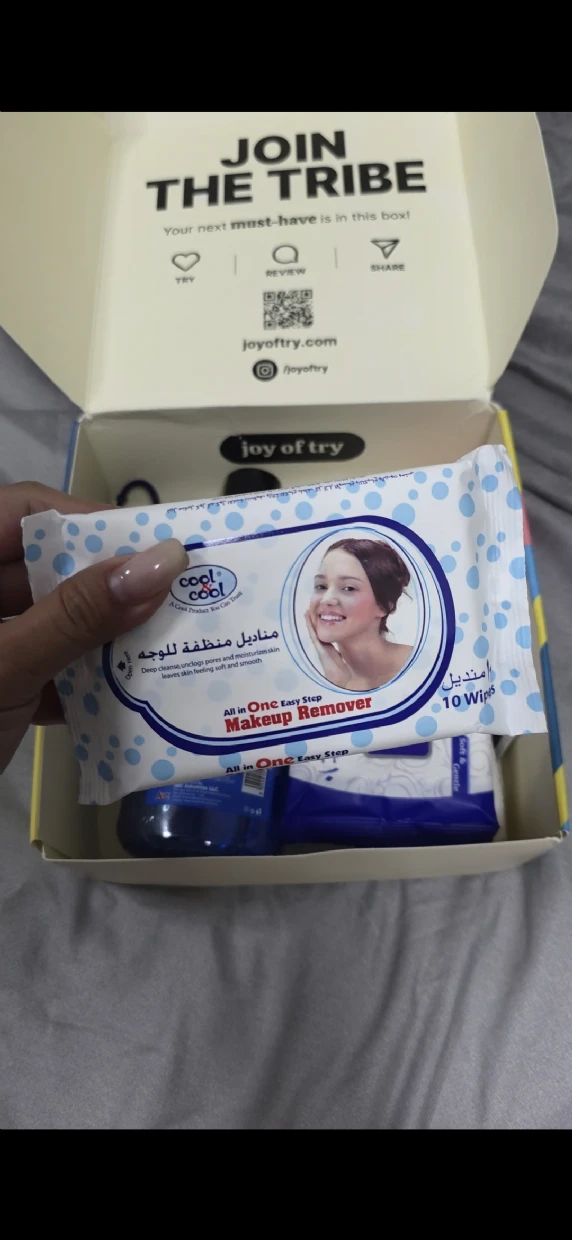 JOIN
THE TRIBE
Your next must-have is in this box!
TRY
REVIEW
SHARE
joyoftry.com
/joyoftry
joy of try
cool & cool
A Cool Product You Can Trust
مناديل منظفة للوجه
Deep cleanse, unclogs pores and moisturizes skin
leaves skin feeling soft and smooth
All in One Easy Step
Makeup Remover
منديل
10 Wipes
All in One Easy Step
Soft & Gentle